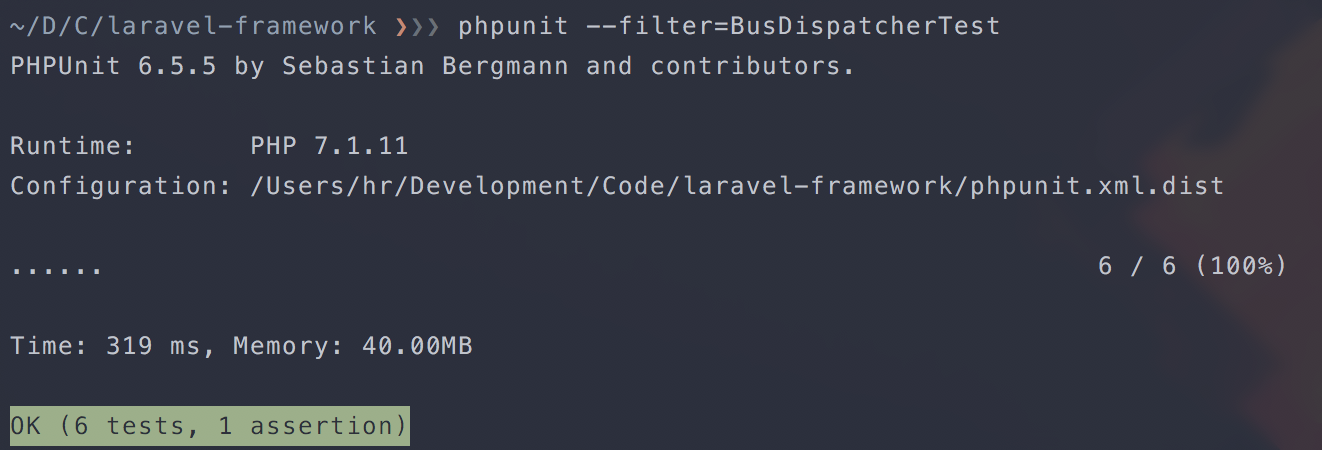 ~/D/C/laravel-framework ❯❯❯ phpunit --filter=BusDispatcherTest
PHPUnit 6.5.5 by Sebastian Bergmann and contributors.
Runtime:       PHP 7.1.11
Configuration: /Users/hr/Development/Code/laravel-framework/phpunit.xml.dist
......                                                              6 / 6 (100%)
Time: 319 ms, Memory: 40.00MB
OK (6 tests, 1 assertion)